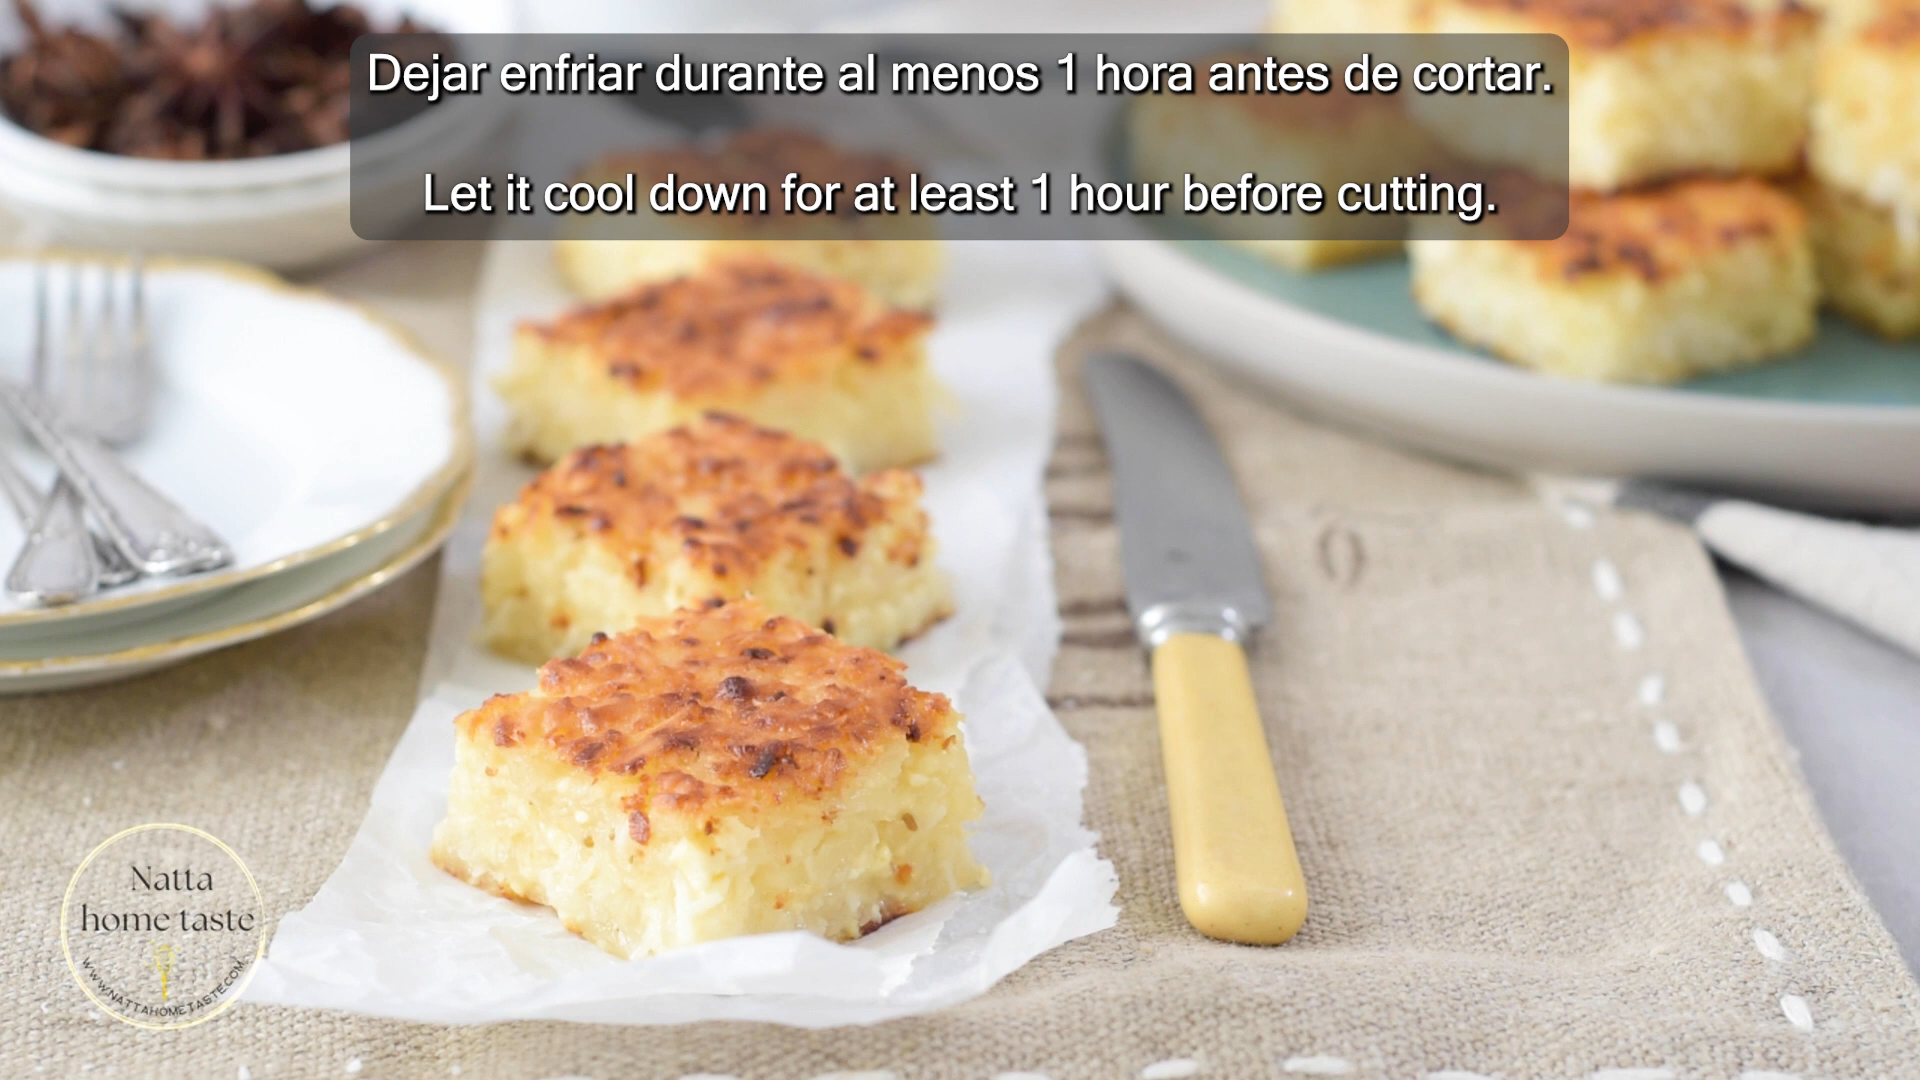 Dejar enfriar durante al menos 1 hora antes de cortar.
Let it cool down for at least 1 hour before cutting.
Natta
home taste
WWW.NATTAHOMETASTE.COM